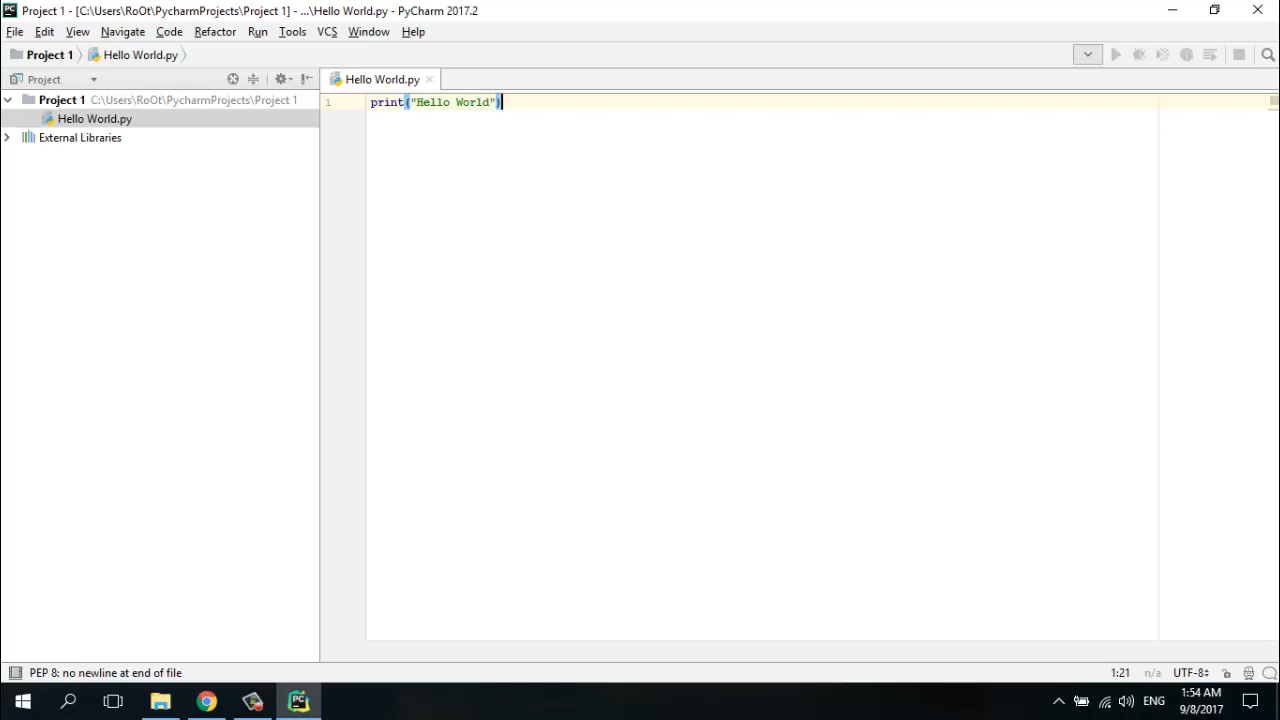 PC Project 1 - [C:\Users\RoOt\PycharmProjects\Project 1] - ...\Hello World.py - PyCharm 2017.2
File Edit View Navigate Code Refactor Run Tools VCS Window Help
Project 1 Hello World.py
Project Hello World.py
Project 1 C:\Users\RoOt\PycharmProjects\Project 1
1 print("Hello World")
Hello World.py
External Libraries
PEP 8: no newline at end of file 1:21 n/a UTF-8
PC ENG 1:54 AM
9/8/2017